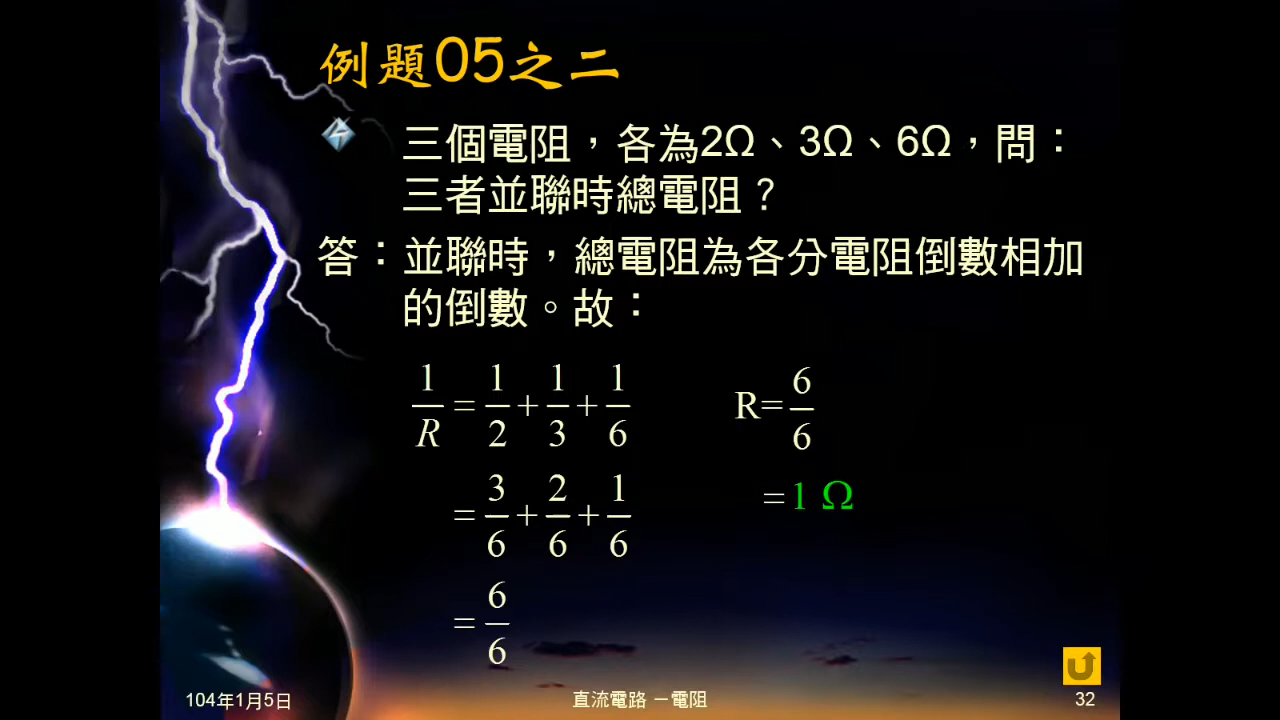 例題05之二
三個電阻，各為2Ω、3Ω、6Ω，問：
三者並聯時總電阻？
答：並聯時，總電阻為各分電阻倒數相加
的倒數。故：
1/R = 1/2 + 1/3 + 1/6
= 3/6 + 2/6 + 1/6
= 6/6
R= 6/6
=1 Ω
104年1月5日
直流電路 －電阻
32